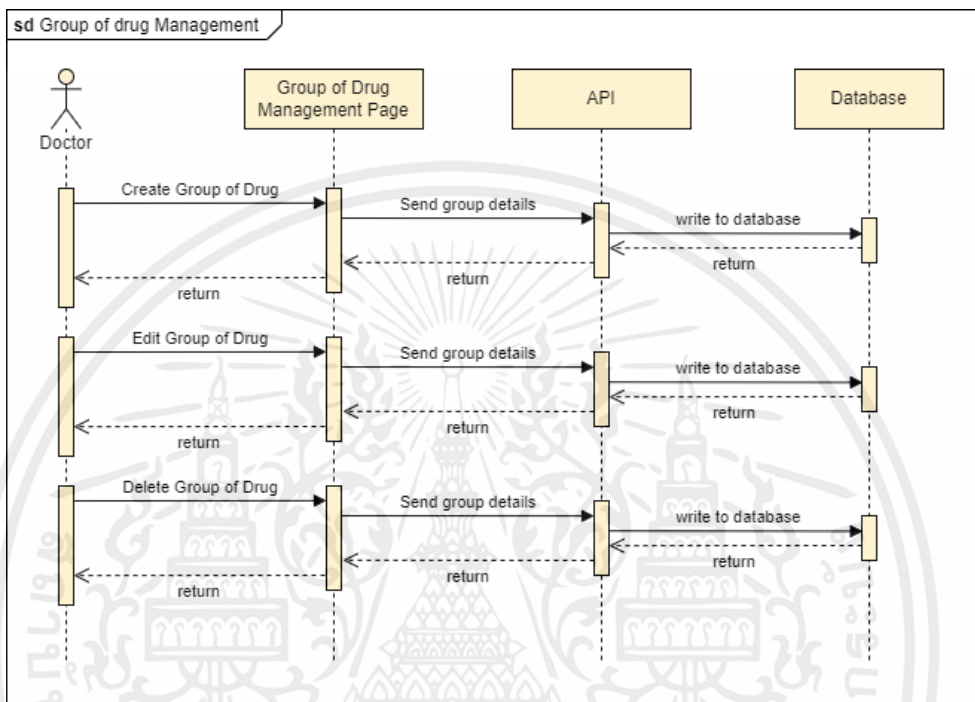 sd Group of drug Management
Doctor
Group of Drug
Management Page
API
Database
Create Group of Drug
Send group details
write to database
return
return
return
Edit Group of Drug
Send group details
write to database
return
return
return
Delete Group of Drug
Send group details
write to database
return
return
return